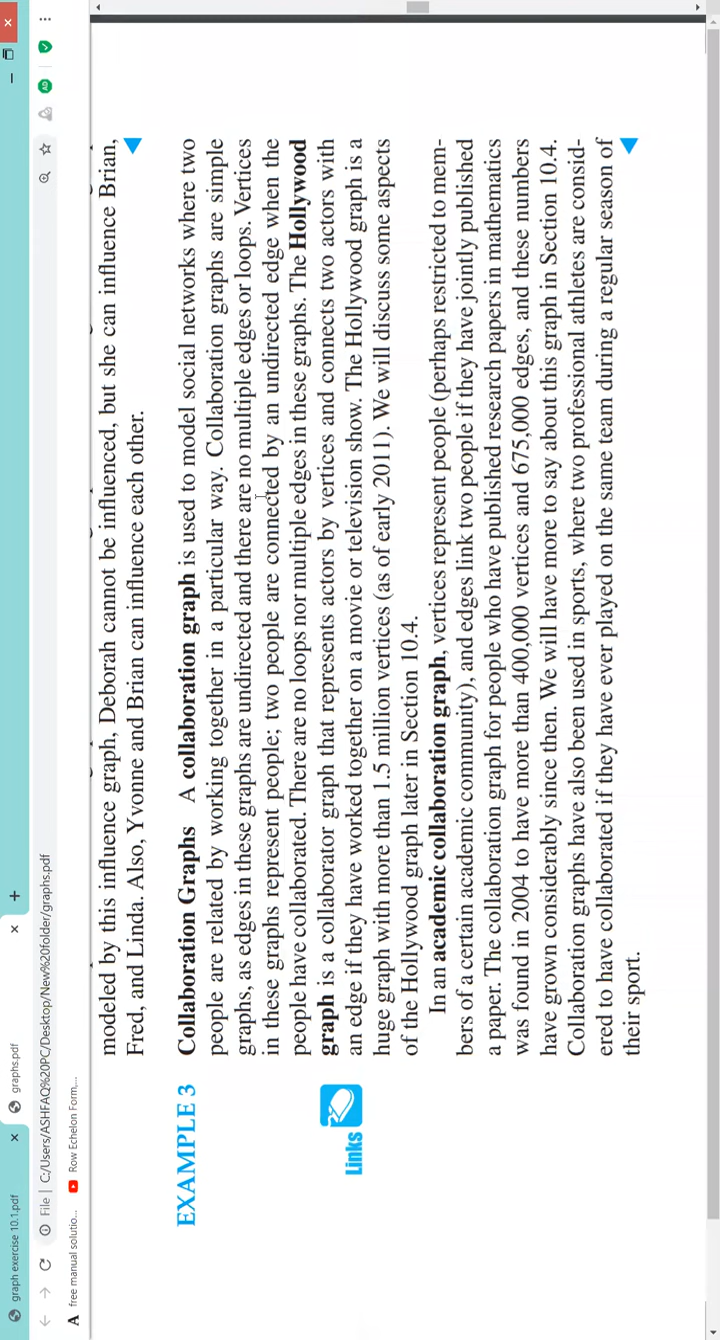 graph exercise 10.1.pdf
graphs.pdf
File | C:/Users/ASHFAQ%20PC/Desktop/New%20folder/graphs.pdf
free manual solutio...
Row Echelon Form,...
modeled by this influence graph, Deborah cannot be influenced, but she can influence Brian,
Fred, and Linda. Also, Yvonne and Brian can influence each other.
EXAMPLE 3
Collaboration Graphs A collaboration graph is used to model social networks where two
people are related by working together in a particular way. Collaboration graphs are simple
graphs, as edges in these graphs are undirected and there are no multiple edges or loops. Vertices
in these graphs represent people; two people are connected by an undirected edge when the
people have collaborated. There are no loops nor multiple edges in these graphs. The Hollywood
graph is a collaborator graph that represents actors by vertices and connects two actors with
an edge if they have worked together on a movie or television show. The Hollywood graph is a
huge graph with more than 1.5 million vertices (as of early 2011). We will discuss some aspects
of the Hollywood graph later in Section 10.4.
Links
In an academic collaboration graph, vertices represent people (perhaps restricted to mem-
bers of a certain academic community), and edges link two people if they have jointly published
a paper. The collaboration graph for people who have published research papers in mathematics
was found in 2004 to have more than 400,000 vertices and 675,000 edges, and these numbers
have grown considerably since then. We will have more to say about this graph in Section 10.4.
Collaboration graphs have also been used in sports, where two professional athletes are consid-
ered to have collaborated if they have ever played on the same team during a regular season of
their sport.